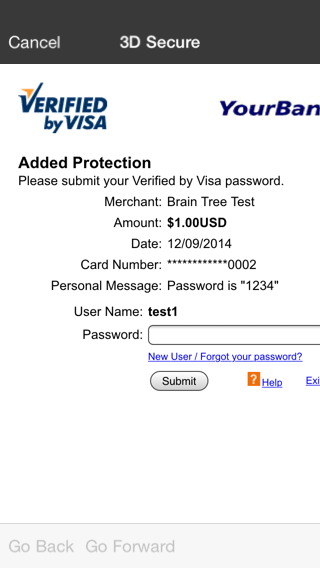 Cancel 3D Secure
VERIFIED by VISA
YourBan
Added Protection
Please submit your Verified by Visa password.
Merchant: Brain Tree Test
Amount: $1.00USD
Date: 12/09/2014
Card Number: ************0002
Personal Message: Password is "1234"
User Name: test1
Password:
New User / Forgot your password?
Submit ? Help Exi
Go Back Go Forward